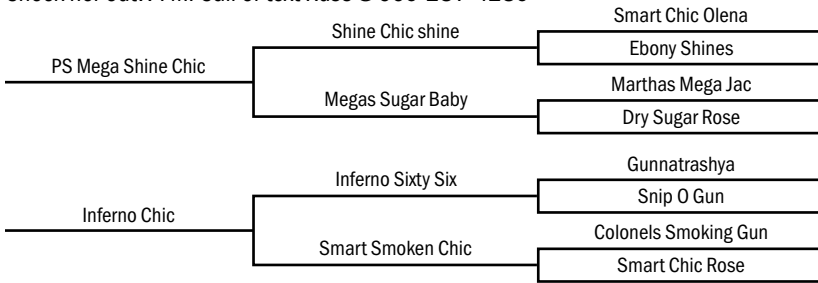 Smart Chic Olena
Shine Chic shine
Ebony Shines
PS Mega Shine Chic
Marthas Mega Jac
Megas Sugar Baby
Dry Sugar Rose
Gunnatrashya
Inferno Sixty Six
Snip O Gun
Inferno Chic
Colonels Smoking Gun
Smart Smoken Chic
Smart Chic Rose